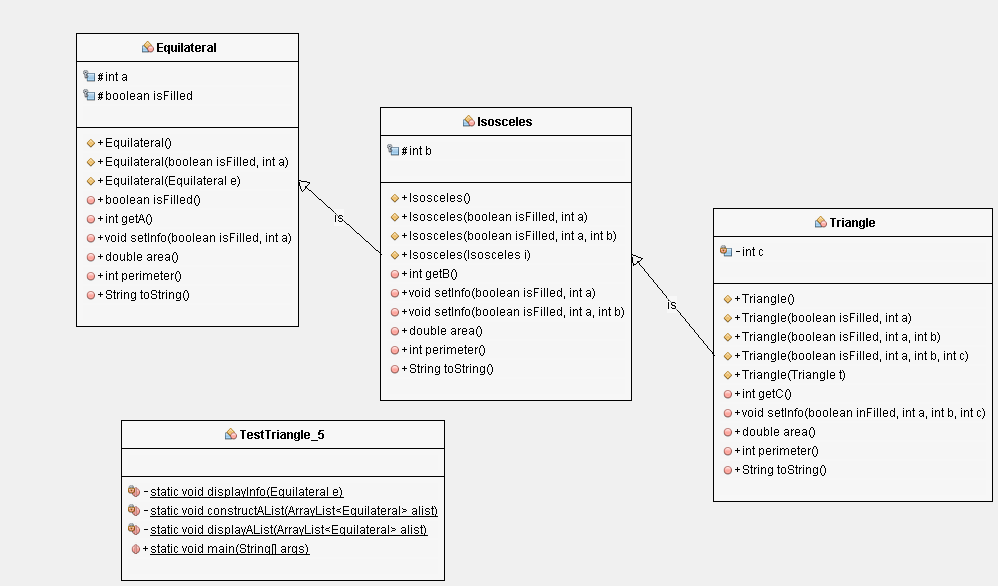 Equilateral
#int a
#boolean isFilled
+Equilateral()
+Equilateral(boolean isFilled, int a)
+Equilateral(Equilateral e)
+boolean isFilled()
+int getA()
+void setInfo(boolean isFilled, int a)
+double area()
+int perimeter()
+String toString()
is
Isosceles
#int b
+Isosceles()
+Isosceles(boolean isFilled, int a)
+Isosceles(boolean isFilled, int a, int b)
+Isosceles(Isosceles i)
+int getB()
+void setInfo(boolean isFilled, int a)
+void setInfo(boolean isFilled, int a, int b)
+double area()
+int perimeter()
+String toString()
is
Triangle
-int c
+Triangle()
+Triangle(boolean isFilled, int a)
+Triangle(boolean isFilled, int a, int b)
+Triangle(boolean isFilled, int a, int b, int c)
+Triangle(Triangle t)
+int getC()
+void setInfo(boolean inFilled, int a, int b, int c)
+double area()
+int perimeter()
+String toString()
TestTriangle_5
-static void displayInfo(Equilateral e)
-static void constructAList(ArrayList<Equilateral> alist)
-static void displayAList(ArrayList<Equilateral> alist)
+static void main(String[] args)